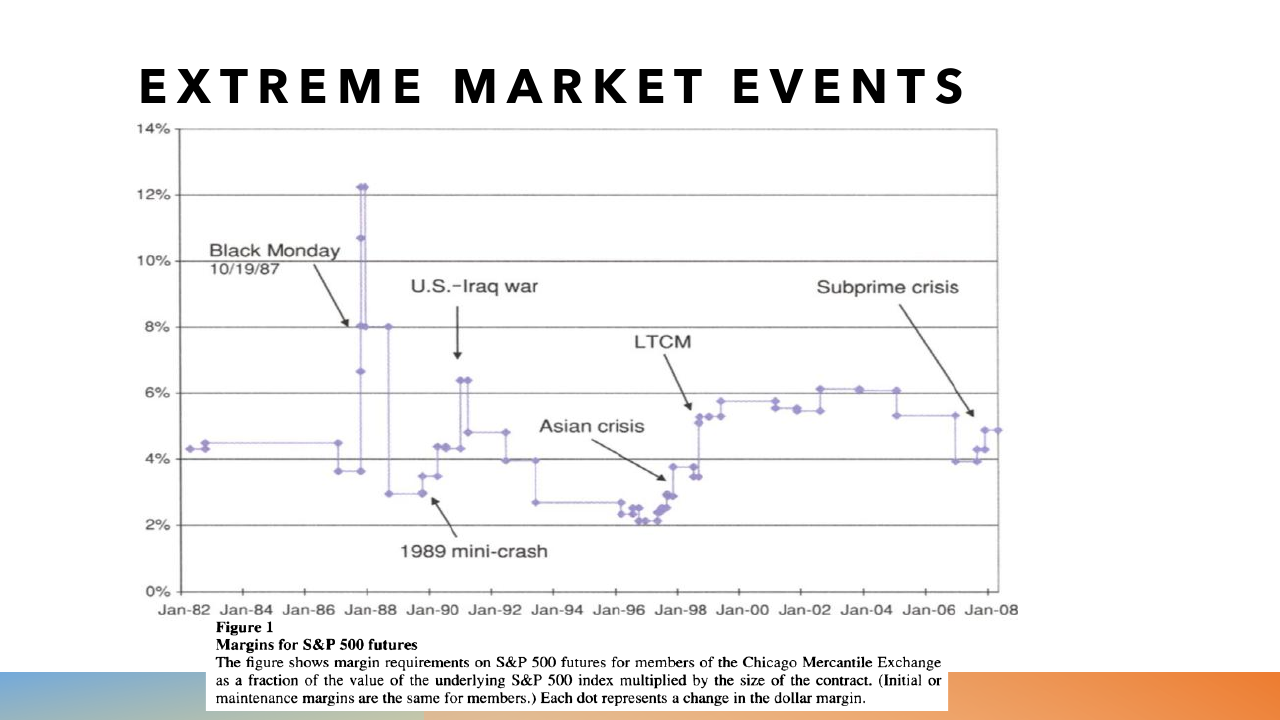 EXTREME MARKET EVENTS
14%
12%
Black Monday
10%
10/19/87
U.S.–Iraq war
Subprime crisis
8%
LTCM
6%
Asian crisis
4%
1989 mini-crash
2%
0%
Jan-82 Jan-84 Jan-86 Jan-88 Jan-90 Jan-92 Jan-94 Jan-96 Jan-98 Jan-00 Jan-02 Jan-04 Jan-06 Jan-08
Figure 1
Margins for S&P 500 futures
The figure shows margin requirements on S&P 500 futures for members of the Chicago Mercantile Exchange
as a fraction of the value of the underlying S&P 500 index multiplied by the size of the contract. (Initial or
maintenance margins are the same for members.) Each dot represents a change in the dollar margin.